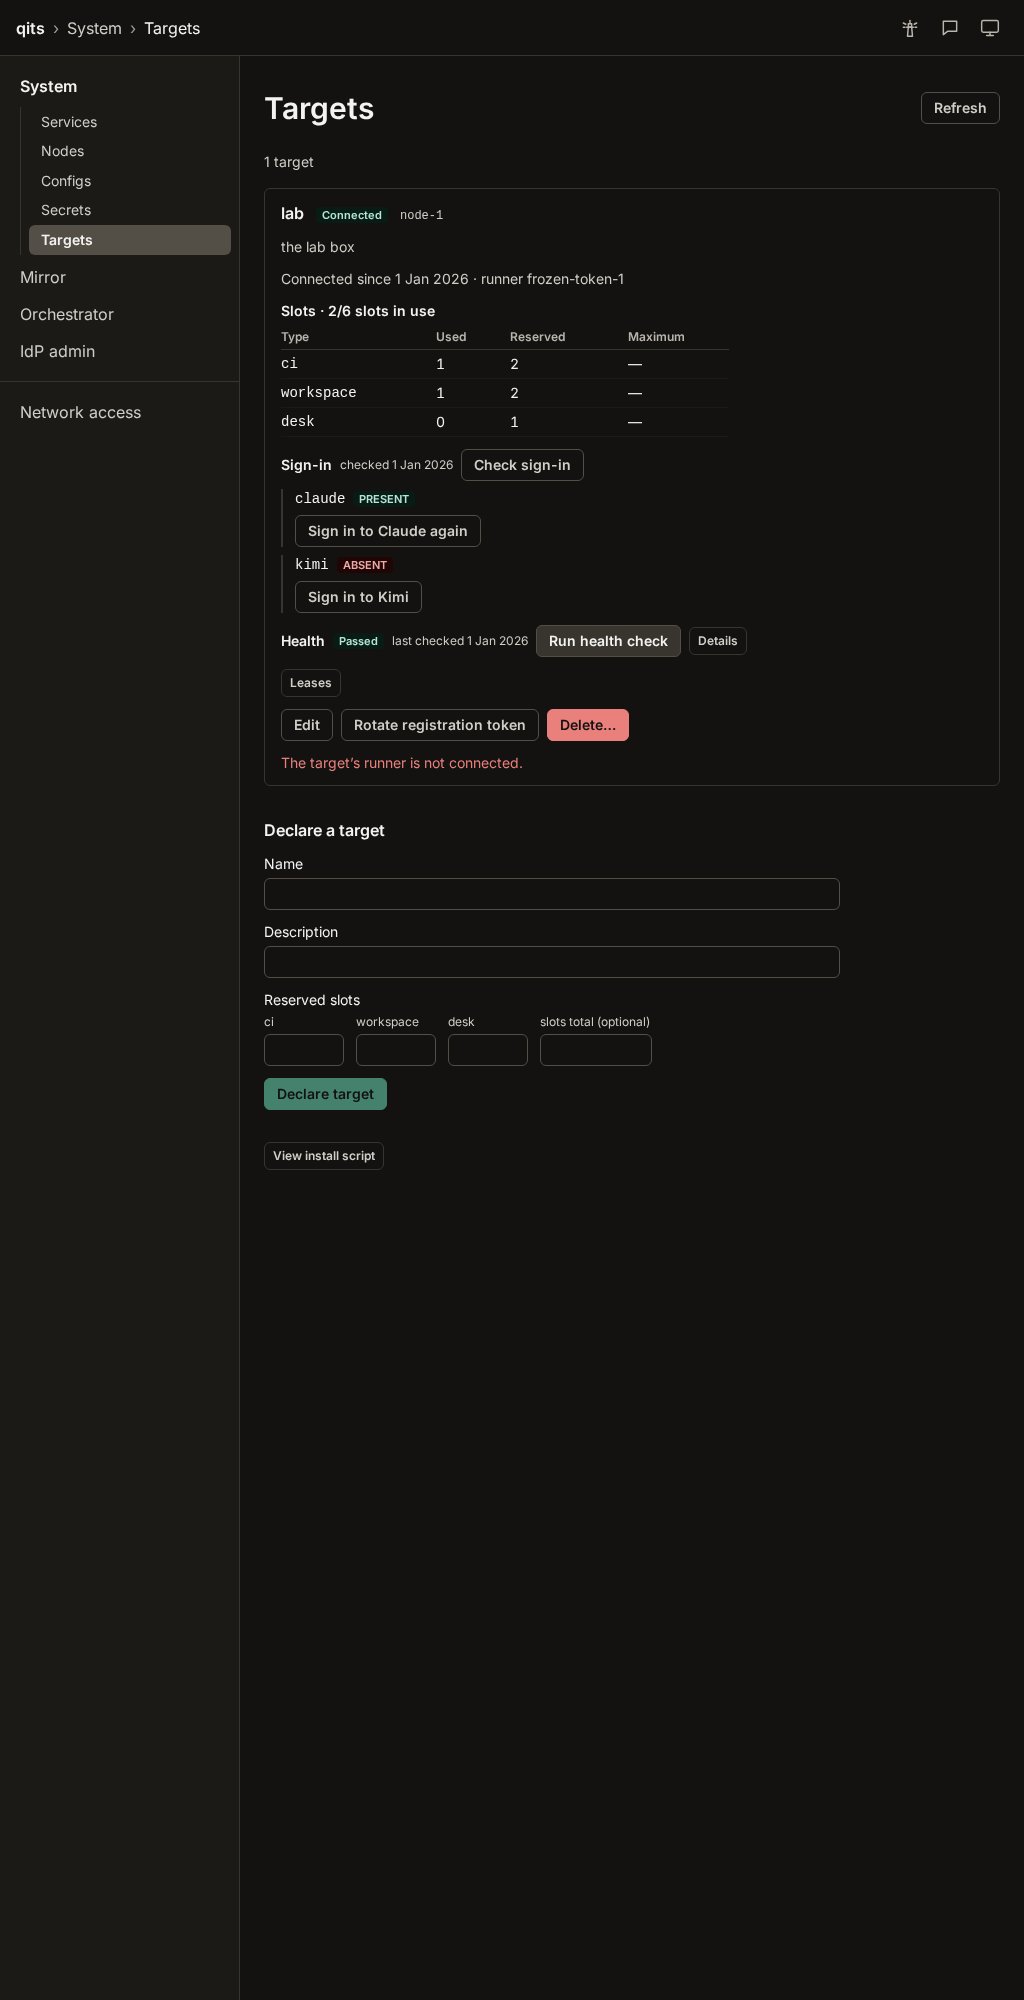 qits › System › Targets
System
Services
Nodes
Configs
Secrets
Targets
Mirror
Orchestrator
IdP admin
Network access
Targets
Refresh
1 target
lab Connected node-1
the lab box
Connected since 1 Jan 2026 · runner frozen-token-1
Slots · 2/6 slots in use
Type Used Reserved Maximum
ci 1 2 —
workspace 1 2 —
desk 0 1 —
Sign-in checked 1 Jan 2026 Check sign-in
claude PRESENT
Sign in to Claude again
kimi ABSENT
Sign in to Kimi
Health Passed last checked 1 Jan 2026 Run health check Details
Leases
Edit Rotate registration token Delete…
The target’s runner is not connected.
Declare a target
Name
Description
Reserved slots
ci workspace desk slots total (optional)
Declare target
View install script